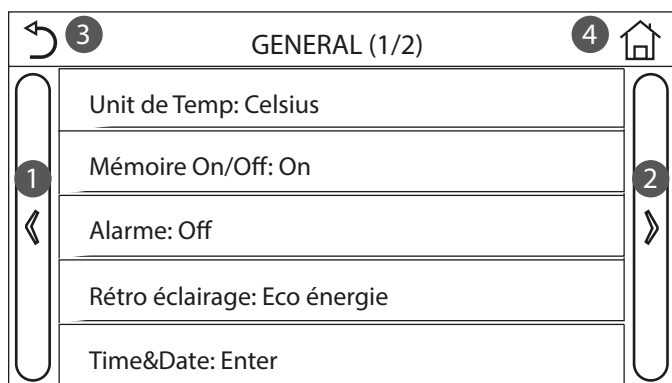 3 GENERAL (1/2) 4
Unit de Temp: Celsius
Mémoire On/Off: On
1 2
Alarme: Off
Rétro éclairage: Eco énergie
Time&Date: Enter